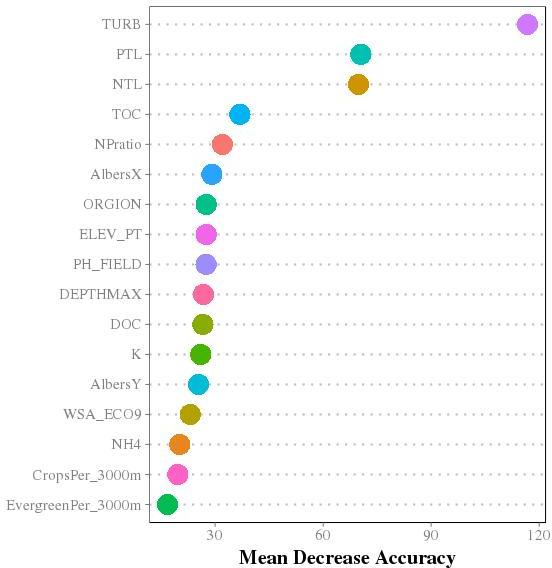 TURB
PTL
NTL
TOC
NPratio
AlbersX
ORGION
ELEV_PT
PH_FIELD
DEPTHMAX
DOC
K
AlbersY
WSA_ECO9
NH4
CropsPer_3000m
EvergreenPer_3000m
30 60 90 120
Mean Decrease Accuracy